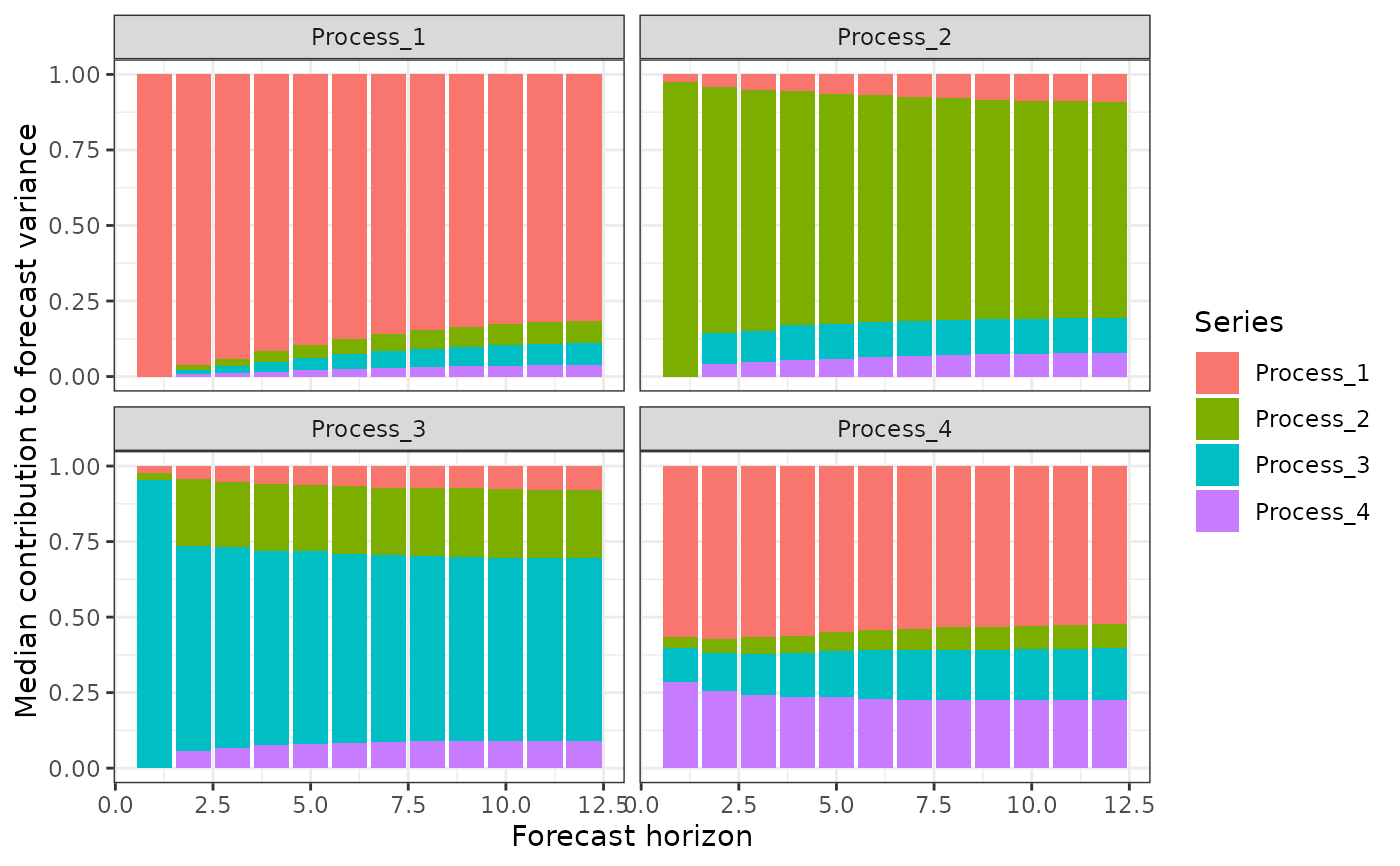 Process_1
Process_2
1.00
0.75
0.50
0.25
0.00
Median contribution to forecast variance
Process_3
Process_4
1.00
0.75
0.50
0.25
0.00
0.0 2.5 5.0 7.5 10.0 12.5
0.0 2.5 5.0 7.5 10.0 12.5
Forecast horizon
Series
Process_1
Process_2
Process_3
Process_4